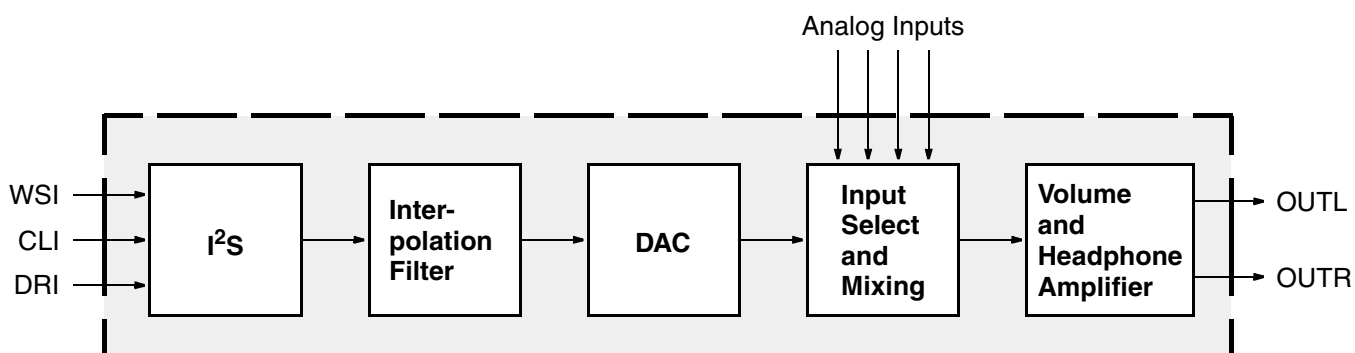 Analog Inputs
WSI
CLI
DRI
I²S
Inter-
polation
Filter
DAC
Input
Select
and
Mixing
Volume
and
Headphone
Amplifier
OUTL
OUTR